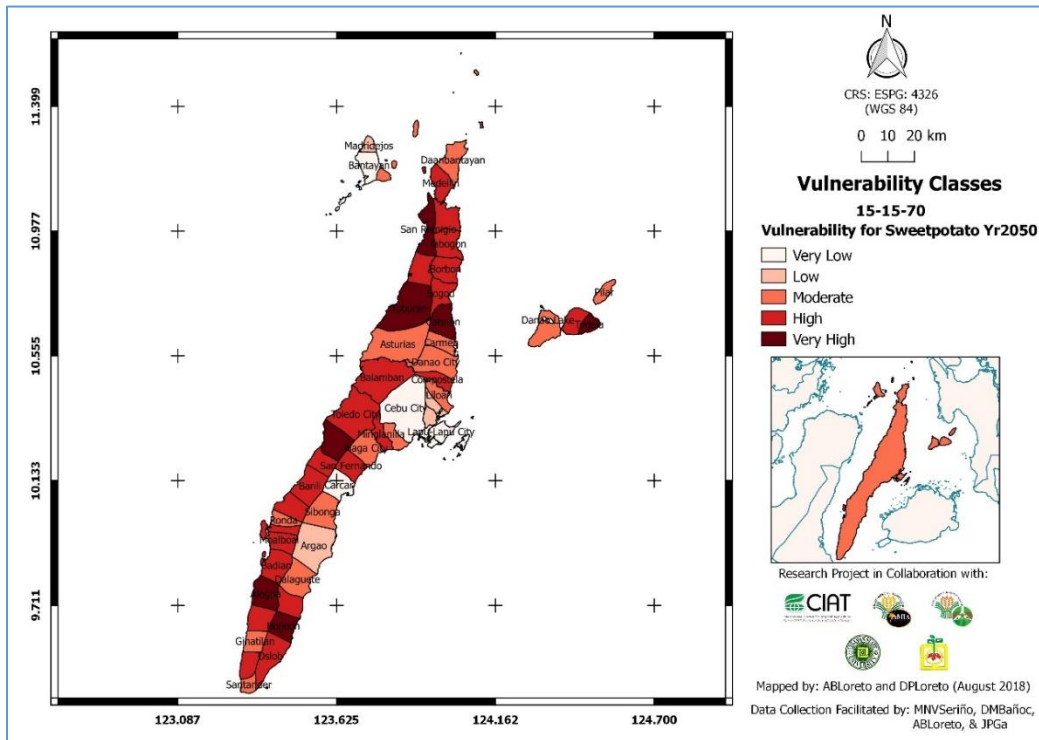 11.399
10.977
10.555
10.133
9.711
123.087
123.625
124.162
124.700
Madridejos
Bantayan
Daanbantayan
Medellin
San Remigio
Tabogon
Borbon
Sogod
Tuburan
Carmen
Asturias
Danao City
Balamban
Compostela
Liloan
Cebu City
Toledo City
Lapu-Lapu City
Minglanilla
Naga City
San Fernando
Barili
Carcar
Sibonga
Ronda
Moalboal
Argao
Badian
Dalaguete
Alegria
Boljoon
Ginatilan
Oslob
Santander
Pilar
Danao Lake
Tudela
N
CRS: ESPG: 4326
(WGS 84)
0 10 20 km
Vulnerability Classes
15-15-70
Vulnerability for Sweetpotato Yr2050
Very Low
Low
Moderate
High
Very High
Research Project in Collaboration with:
CIAT
Mapped by: ABLoreto and DPLoreto (August 2018)
Data Collection Facilitated by: MNVSeriño, DMBañoc,
ABLoreto, & JPGa